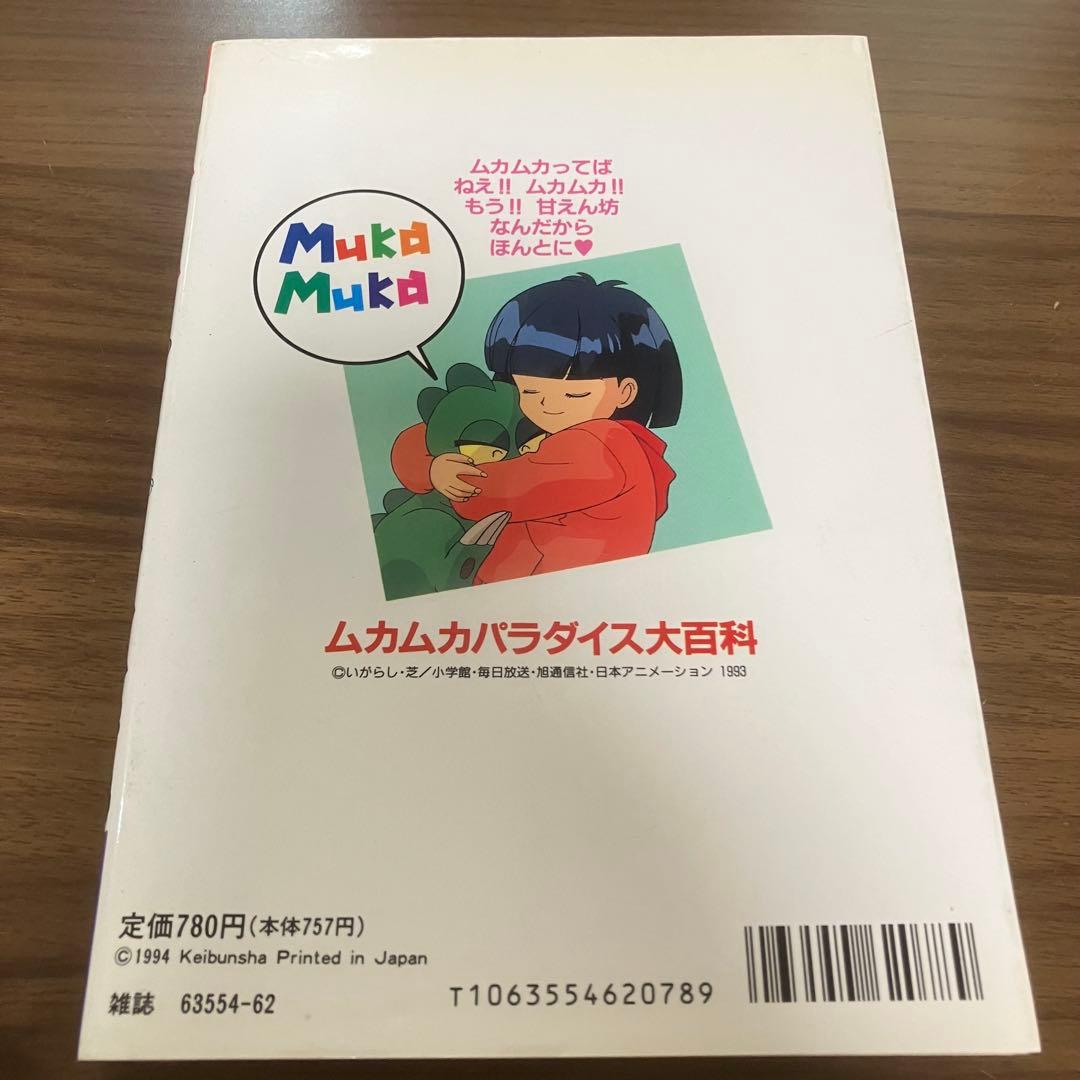 ムカムカってば
ねえ!! ムカムカ!!
もう!! 甘えん坊
なんだから
ほんとに♥
Muka
Muka
ムカムカパラダイス大百科
©いがらし・芝/小学館・毎日放送・旭通信社・日本アニメーション 1993
定価780円(本体757円)
©1994 Keibunsha Printed in Japan
雑誌 63554-62
T1063554620789